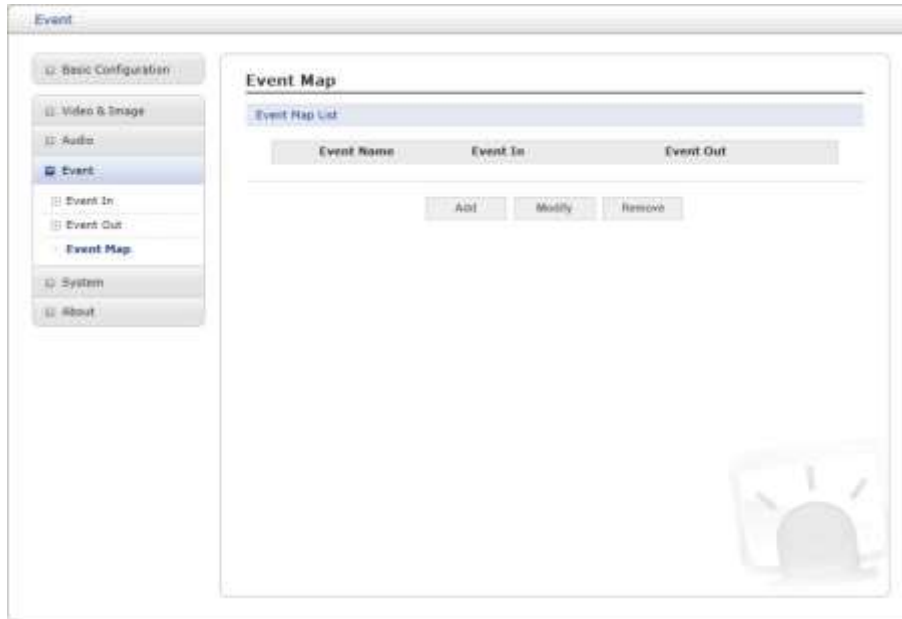 Event
Basic Configuration
Video & Image
Audio
Event
Event In
Event Out
Event Map
System
About
Event Map
Event Map List
Event Name Event In Event Out
Add Modify Remove